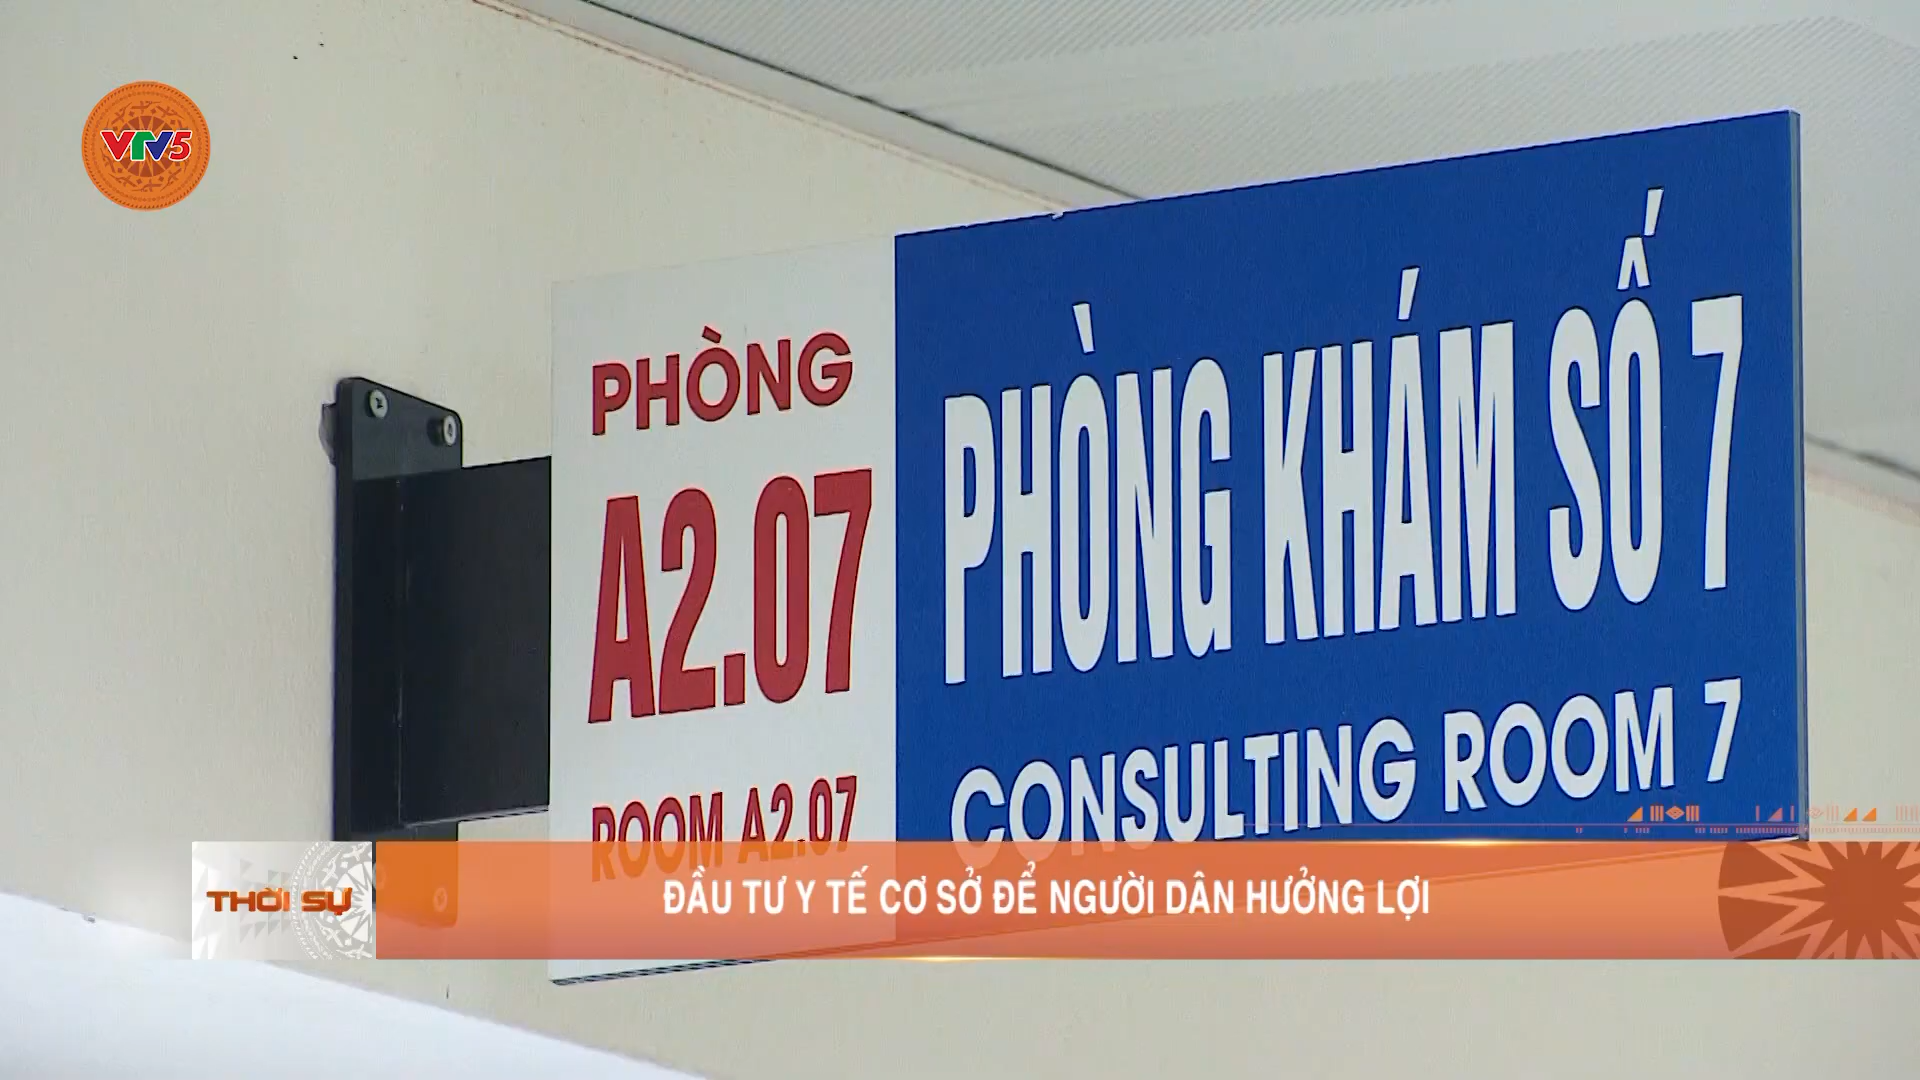 VTV5
PHÒNG
A2.07
ROOM A2.07
PHÒNG KHÁM SỐ 7
CONSULTING ROOM 7
THỜI SỰ
ĐẦU TƯ Y TẾ CƠ SỞ ĐỂ NGƯỜI DÂN HƯỞNG LỢI